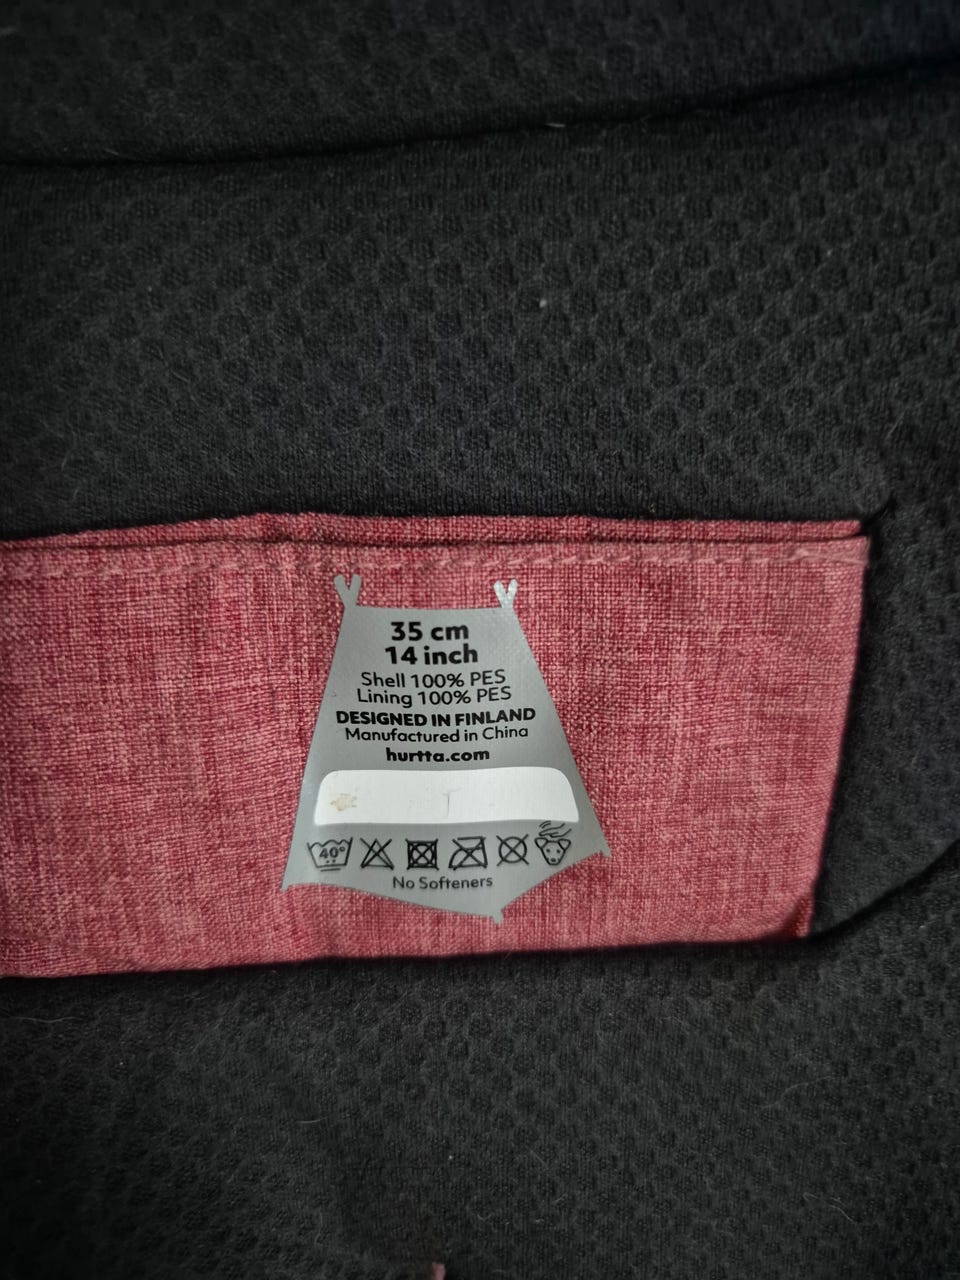 35 cm
14 inch
Shell 100% PES
Lining 100% PES
DESIGNED IN FINLAND
Manufactured in China
hurtta.com
40°
No Softeners